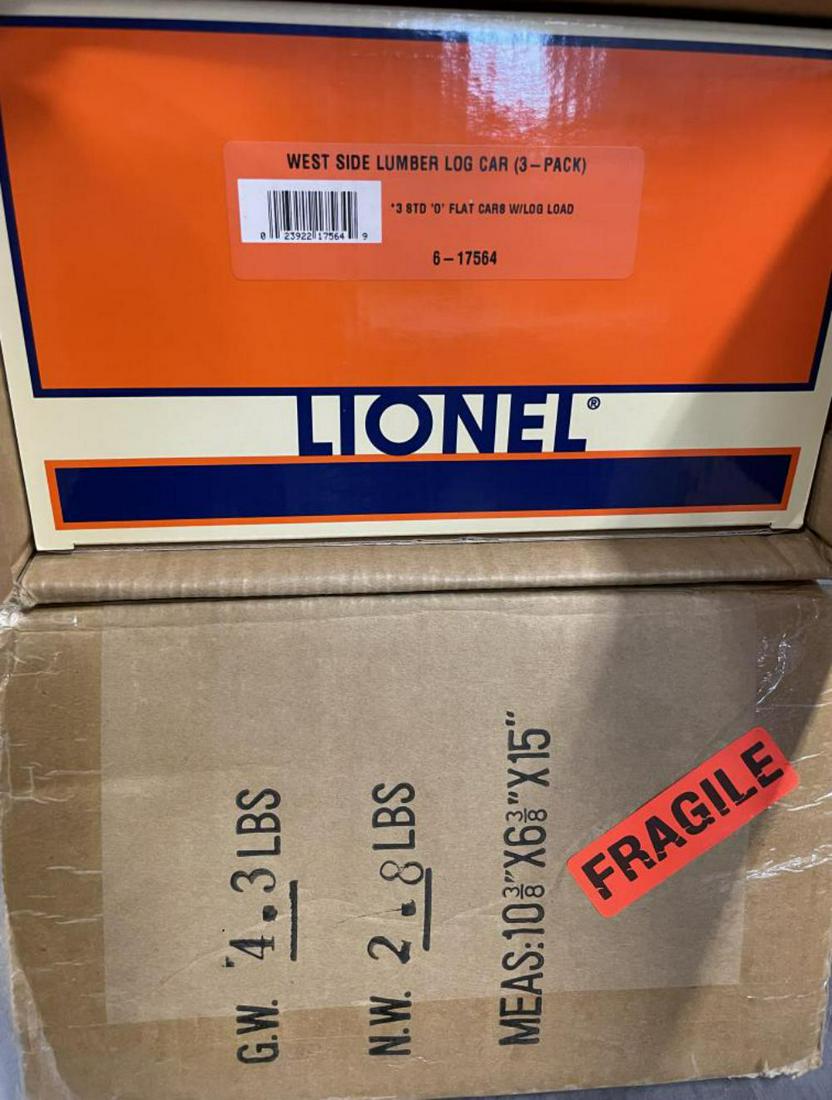 WEST SIDE LUMBER LOG CAR (3-PACK)
*3 STD 'O' FLAT CARS W/LOG LOAD
0 23922 17564 9
6-17564
LIONEL®
G.W. 4.3 LBS
N.W. 2.8 LBS
MEAS:10 3/8"X6 3/8"X15"
FRAGILE